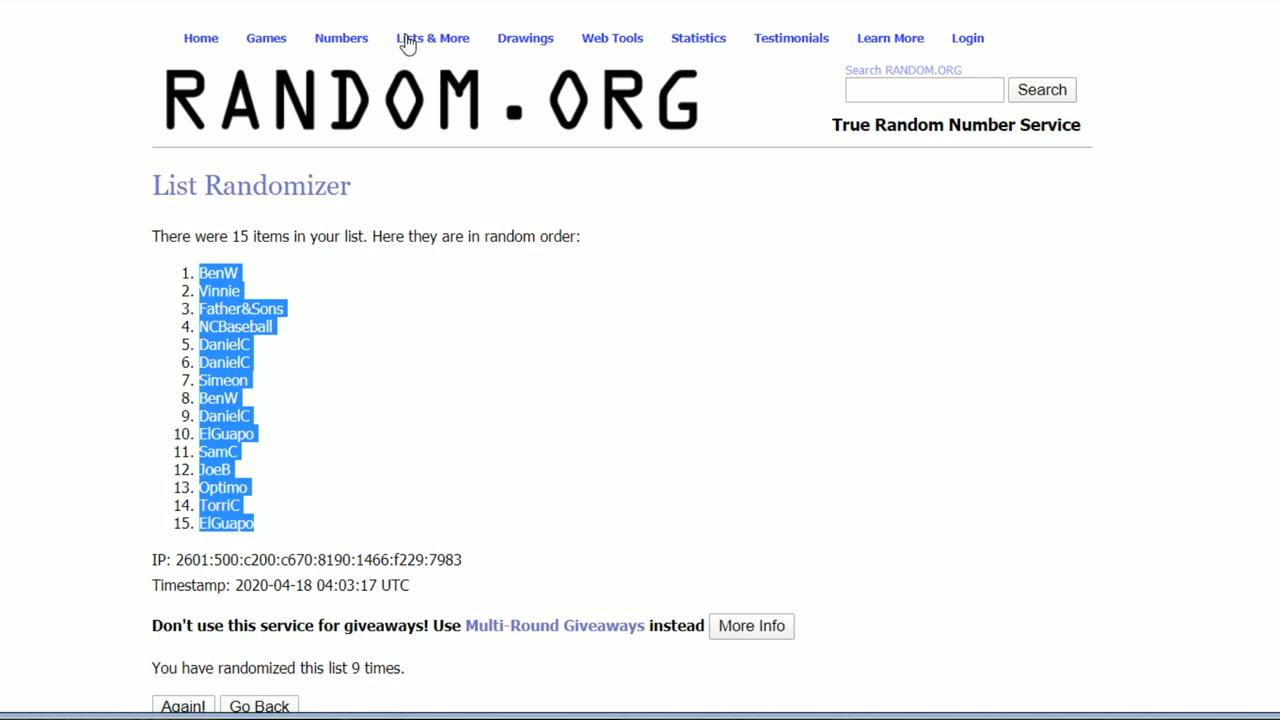 Home Games Numbers Lists & More Drawings Web Tools Statistics Testimonials Learn More Login
RANDOM.ORG
Search RANDOM.ORG
Search
True Random Number Service
List Randomizer
There were 15 items in your list. Here they are in random order:
1. BenW
2. Vinnie
3. Father&Sons
4. NCBaseball
5. DanielC
6. DanielC
7. Simeon
8. BenW
9. DanielC
10. ElGuapo
11. SamC
12. JoeB
13. Optimo
14. TorriC
15. ElGuapo
IP: 2601:500:c200:c670:8190:1466:f229:7983
Timestamp: 2020-04-18 04:03:17 UTC
Don't use this service for giveaways! Use Multi-Round Giveaways instead More Info
You have randomized this list 9 times.
Again! Go Back